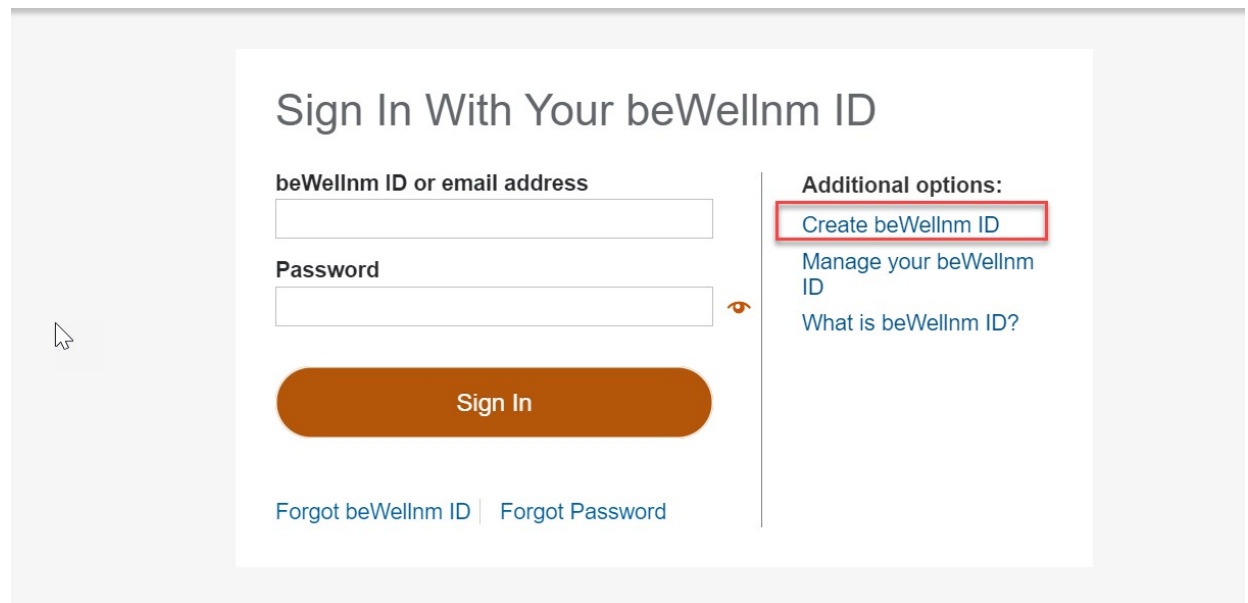 Sign In With Your beWellnm ID
beWellnm ID or email address
Password
Sign In
Forgot beWellnm ID
Forgot Password
Additional options:
Create beWellnm ID
Manage your beWellnm
ID
What is beWellnm ID?